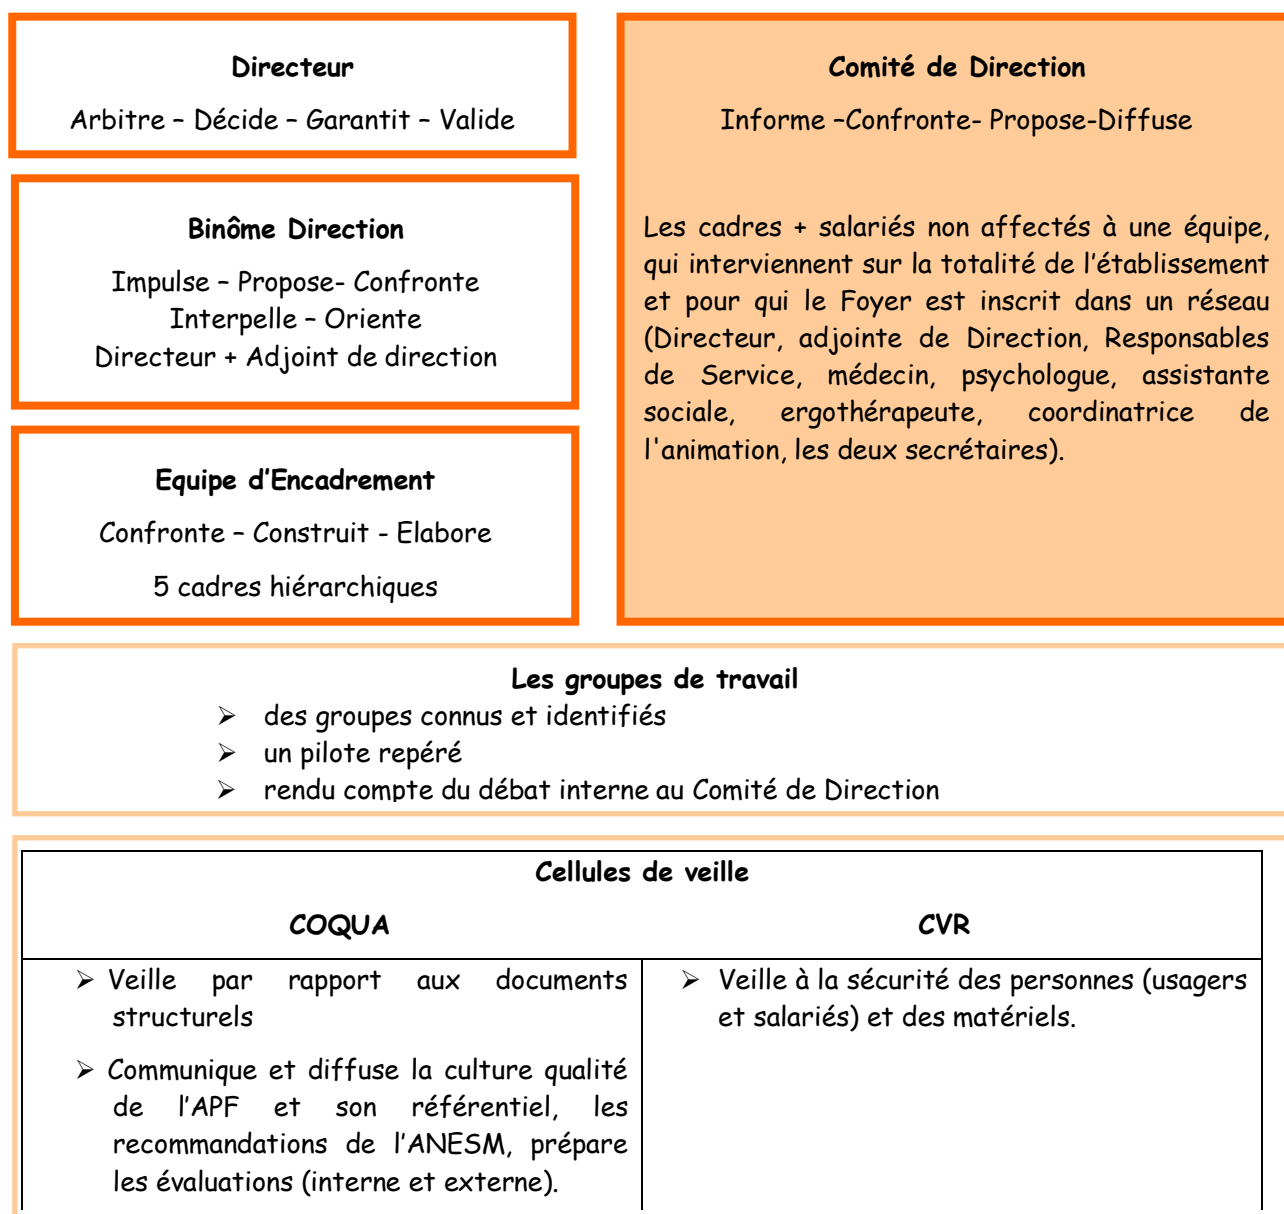 Directeur
Arbitre – Décide – Garantit – Valide
Binôme Direction
Impulse – Propose- Confronte
Interpelle – Oriente
Directeur + Adjoint de direction
Equipe d’Encadrement
Confronte – Construit - Elabore
5 cadres hiérarchiques
Comité de Direction
Informe –Confronte- Propose-Diffuse
Les cadres + salariés non affectés à une équipe,
qui interviennent sur la totalité de l’établissement
et pour qui le Foyer est inscrit dans un réseau
(Directeur, adjointe de Direction, Responsables
de Service, médecin, psychologue, assistante
sociale, ergothérapeute, coordinatrice de
l'animation, les deux secrétaires).
Les groupes de travail
➢ des groupes connus et identifiés
➢ un pilote repéré
➢ rendu compte du débat interne au Comité de Direction
Cellules de veille
COQUA
CVR
➢ Veille par rapport aux documents
structurels
➢ Communique et diffuse la culture qualité
de l’APF et son référentiel, les
recommandations de l’ANESM, prépare
les évaluations (interne et externe).
➢ Veille à la sécurité des personnes (usagers
et salariés) et des matériels.